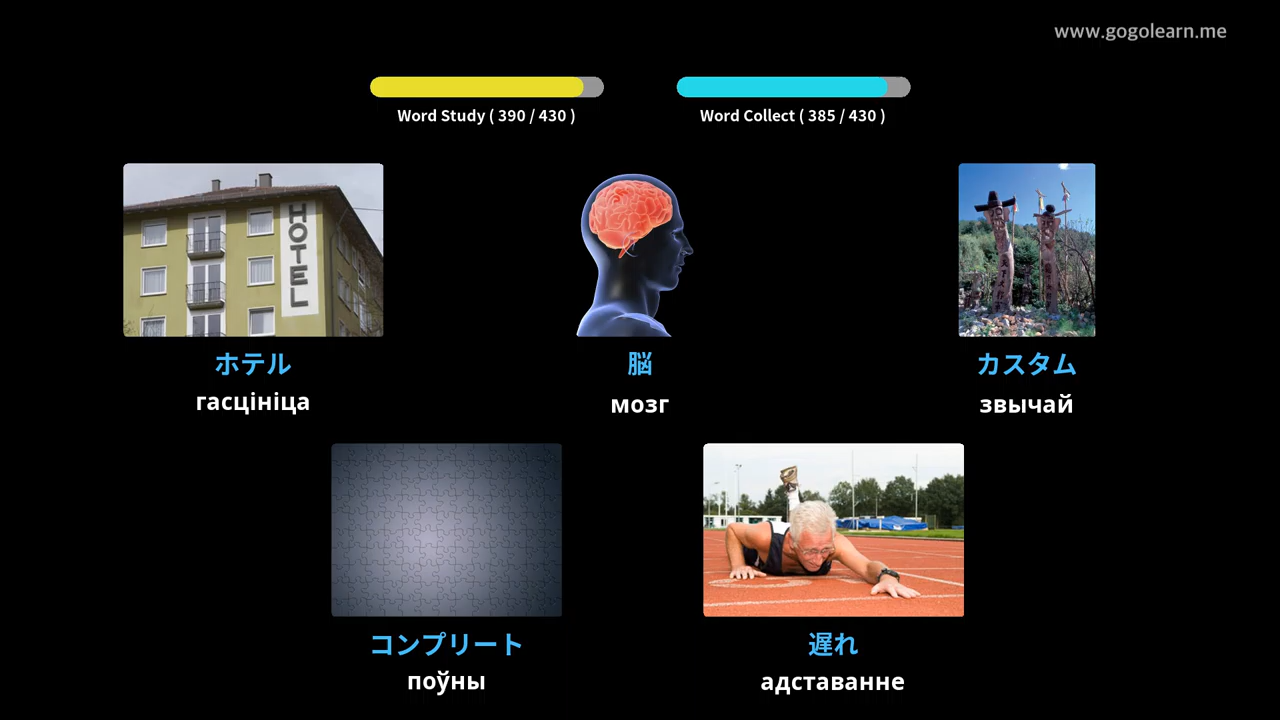 www.gogolearn.me
Word Study ( 390 / 430 )
Word Collect ( 385 / 430 )
HOTEL
ホテル
脳
カスタム
гасцініца
мозг
звычай
コンプリート
遅れ
поўны
адставанне